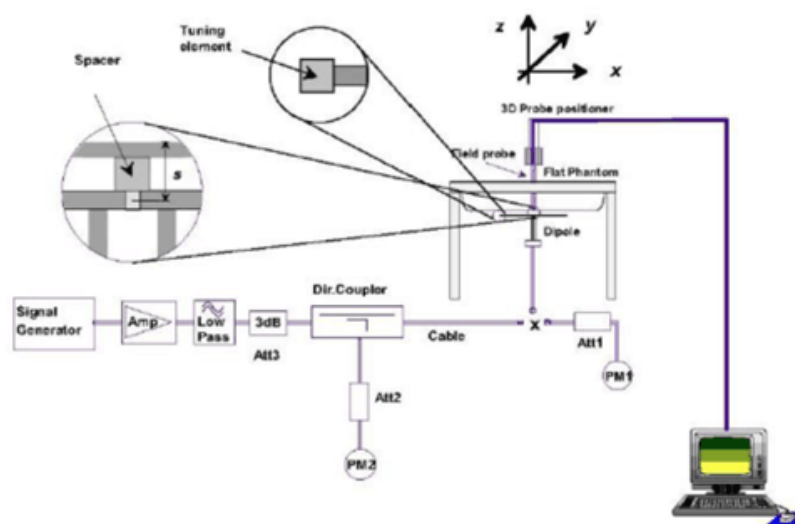 Tuning
element
Spacer
s
z
y
x
3D Probe positioner
Field probe
Flat Phantom
Dipole
Signal
Generator
Amp
Low
Pass
3dB
Att3
Dir.Coupler
Cable
x
Att1
PM1
Att2
PM2